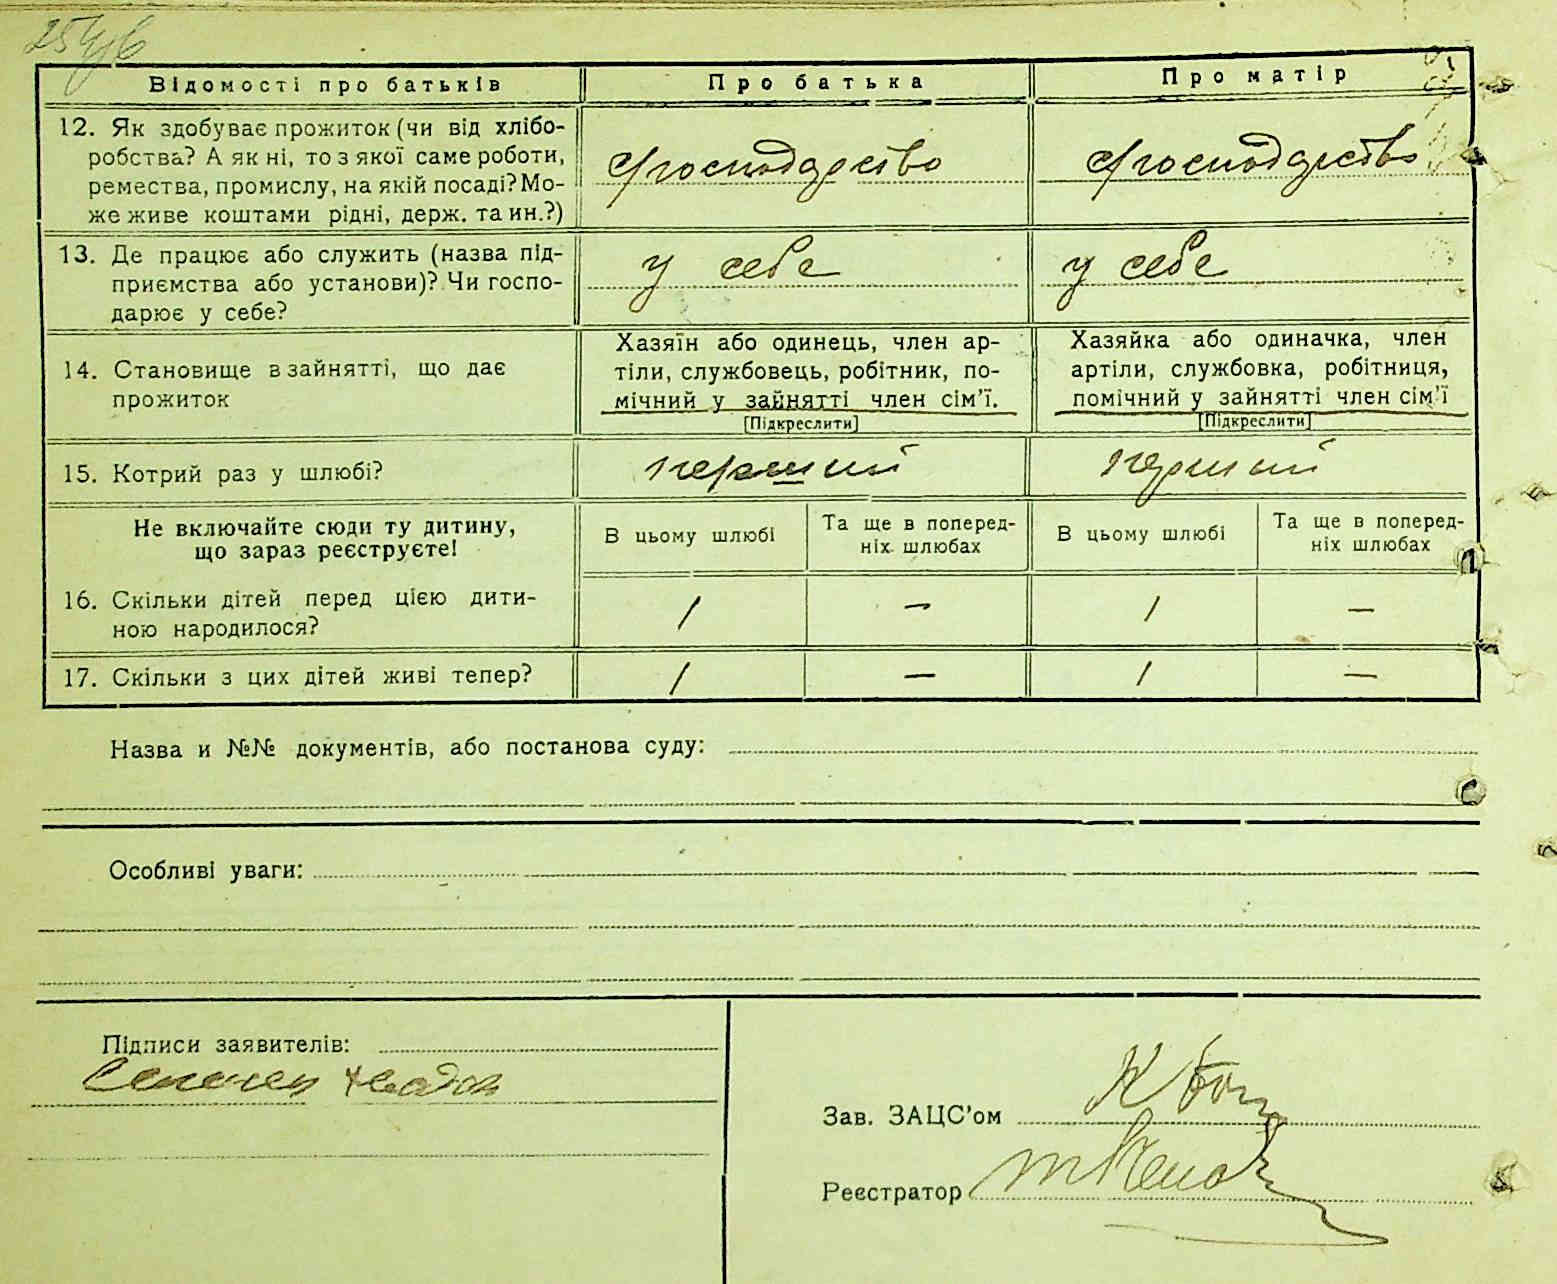 Відомості про батьків
Про батька
Про матір
12. Як здобуває прожиток (чи від хлібо-
робства? А як ні, то з якої саме роботи,
ремества, промислу, на якій посаді? Мо-
же живе коштами рідні, держ. та ин.?)
господарство
господарство
13. Де працює або служить (назва під-
приємства або установи)? Чи госпо-
дарює у себе?
у себе
у себе
14. Становище в зайнятті, що дає
прожиток
Хазяїн або одинець, член ар-
тіли, службовець, робітник, по-
мічний у зайнятті член сім'ї.
[Підкреслити]
Хазяйка або одиначка, член
артіли, службовка, робітниця,
помічний у зайнятті член сім'ї
[Підкреслити]
15. Котрий раз у шлюбі?
перший
перший
Не включайте сюди ту дитину,
що зараз реєструєте!
В цьому шлюбі
Та ще в поперед-
ніх шлюбах
В цьому шлюбі
Та ще в поперед-
ніх шлюбах
16. Скільки дітей перед цією дити-
ною народилося?
1
—
1
—
17. Скільки з цих дітей живі тепер?
1
—
1
—
Назва и №№ документів, або постанова суду:
Особливі уваги:
Підписи заявителів:
Зав. ЗАЦС'ом
Реєстратор